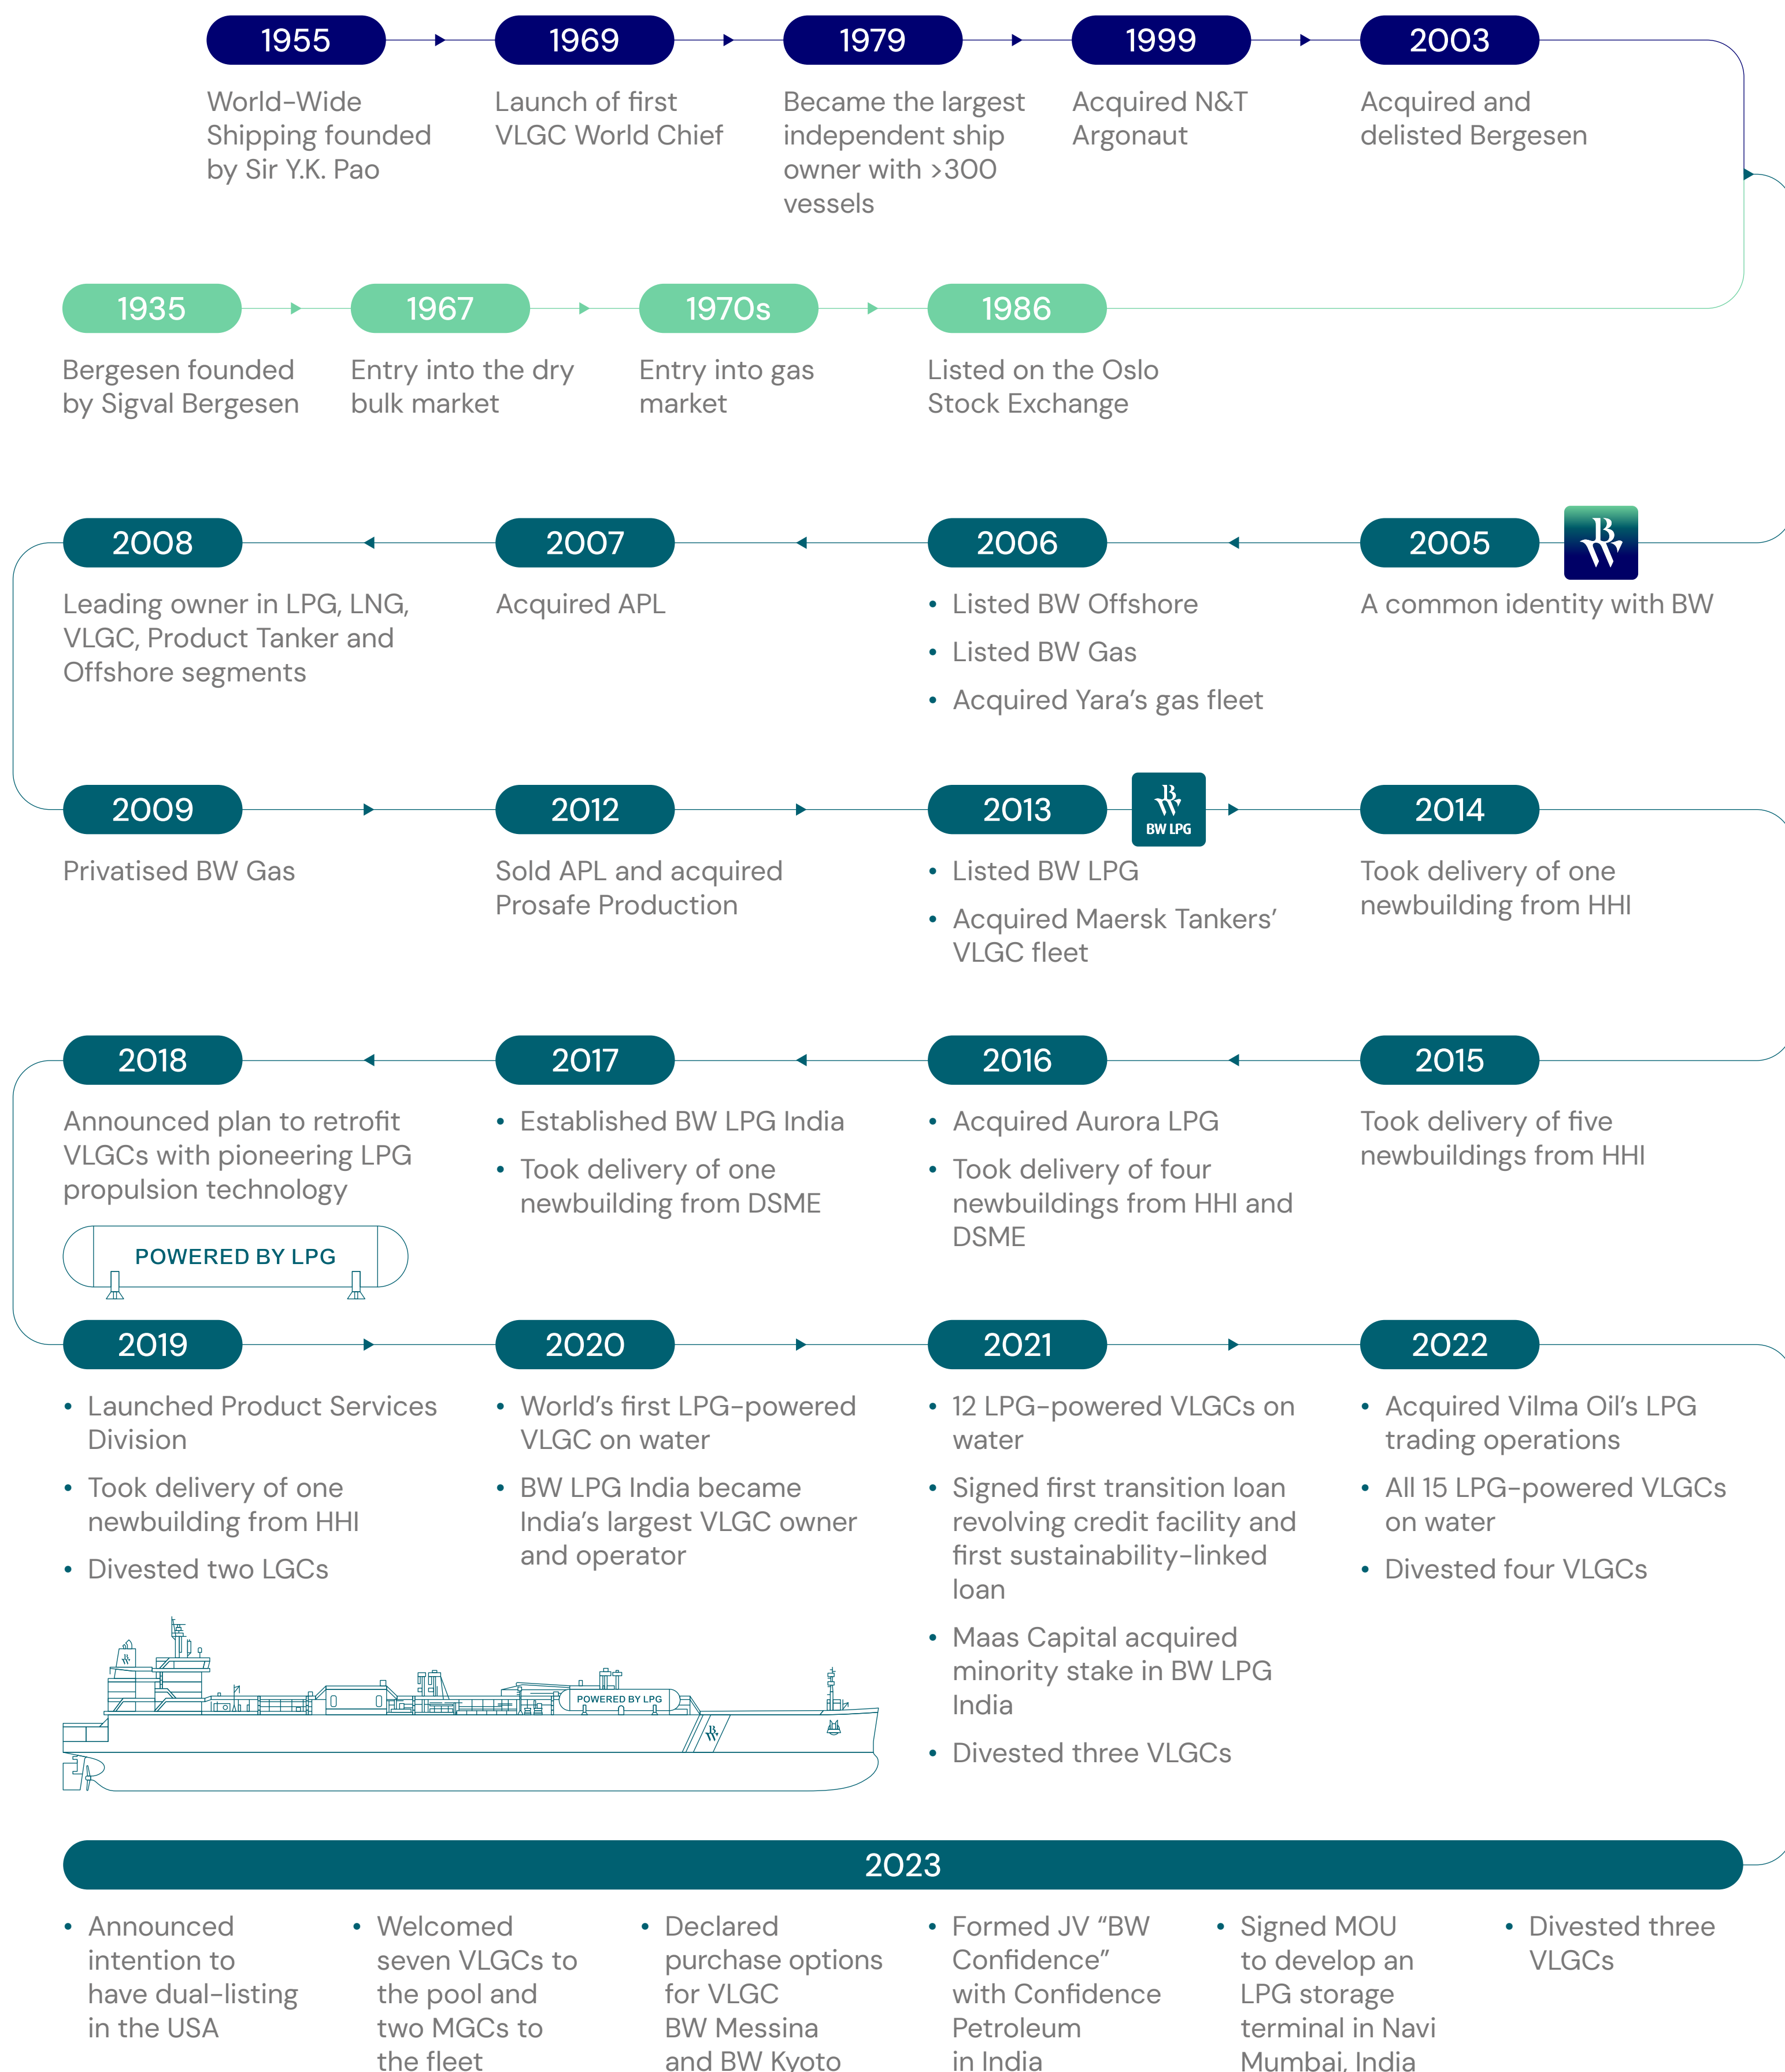 1955
World-Wide
Shipping founded
by Sir Y.K. Pao
1969
Launch of first
VLGC World Chief
1979
Became the largest
independent ship
owner with >300
vessels
1999
Acquired N&T
Argonaut
2003
Acquired and
delisted Bergesen
1935
Bergesen founded
by Sigval Bergesen
1967
Entry into the dry
bulk market
1970s
Entry into gas
market
1986
Listed on the Oslo
Stock Exchange
BW
2005
A common identity with BW
2006
• Listed BW Offshore
• Listed BW Gas
• Acquired Yara's gas fleet
2007
Acquired APL
2008
Leading owner in LPG, LNG,
VLGC, Product Tanker and
Offshore segments
2009
Privatised BW Gas
2012
Sold APL and acquired
Prosafe Production
2013
BW
BW LPG
• Listed BW LPG
• Acquired Maersk Tankers'
VLGC fleet
2014
Took delivery of one
newbuilding from HHI
2015
Took delivery of five
newbuildings from HHI
2016
• Acquired Aurora LPG
• Took delivery of four
newbuildings from HHI and
DSME
2017
• Established BW LPG India
• Took delivery of one
newbuilding from DSME
2018
Announced plan to retrofit
VLGCs with pioneering LPG
propulsion technology
POWERED BY LPG
2019
• Launched Product Services
Division
• Took delivery of one
newbuilding from HHI
• Divested two LGCs
2020
• World's first LPG-powered
VLGC on water
• BW LPG India became
India's largest VLGC owner
and operator
2021
• 12 LPG-powered VLGCs on
water
• Signed first transition loan
revolving credit facility and
first sustainability-linked
loan
• Maas Capital acquired
minority stake in BW LPG
India
• Divested three VLGCs
2022
• Acquired Vilma Oil's LPG
trading operations
• All 15 LPG-powered VLGCs
on water
• Divested four VLGCs
POWERED BY LPG
BW
2023
• Announced
intention to
have dual-listing
in the USA
• Welcomed
seven VLGCs to
the pool and
two MGCs to
the fleet
• Declared
purchase options
for VLGC
BW Messina
and BW Kyoto
• Formed JV “BW
Confidence”
with Confidence
Petroleum
in India
• Signed MOU
to develop an
LPG storage
terminal in Navi
Mumbai, India
• Divested three
VLGCs